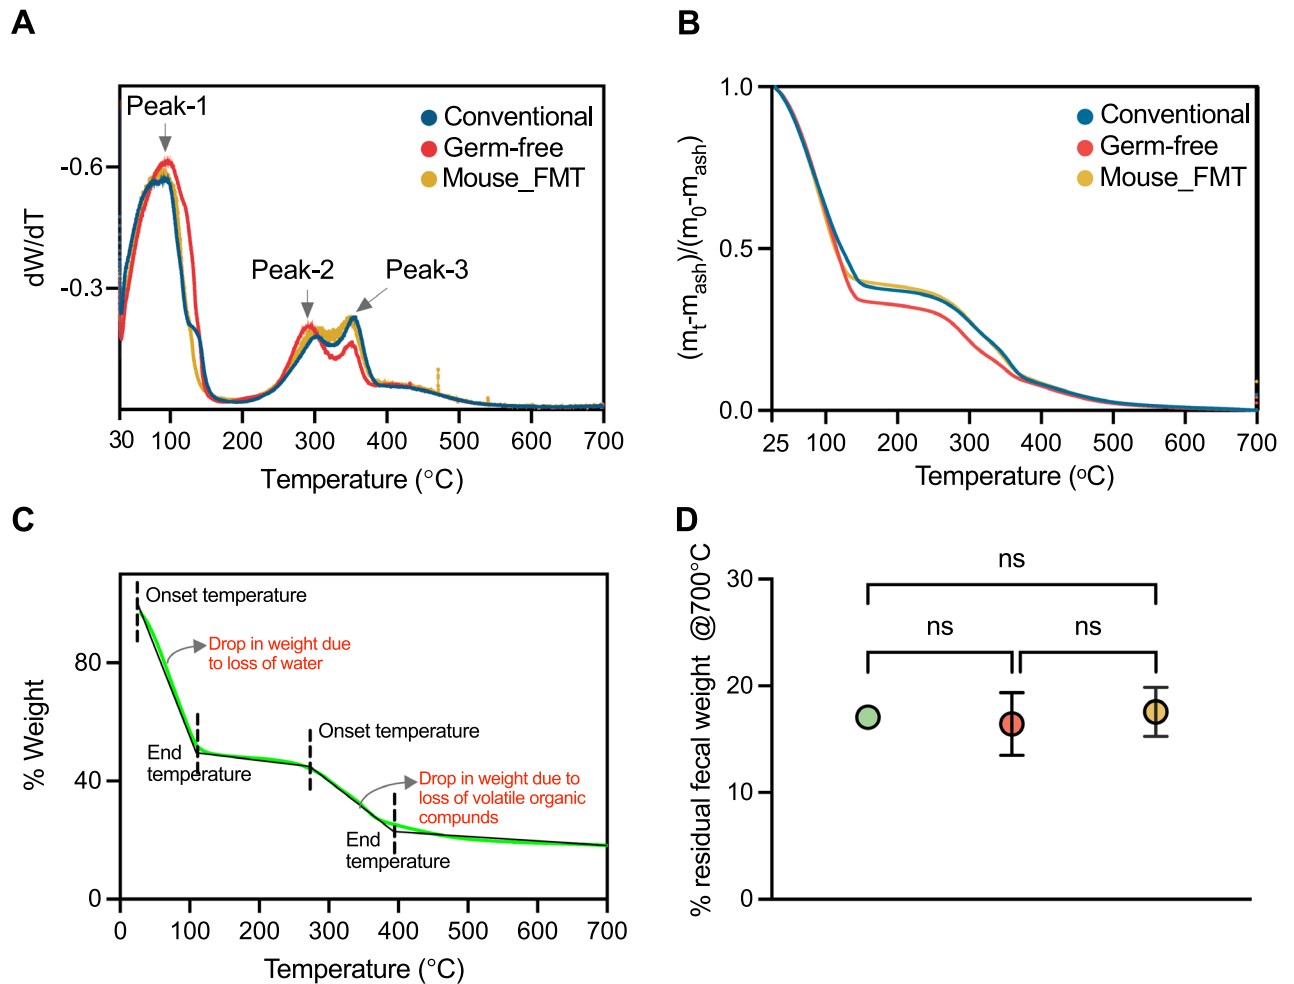 A
Peak-1
Conventional
Germ-free
Mouse_FMT
-0.6
-0.3
dW/dT
Peak-2
Peak-3
30 100 200 300 400 500 600 700
Temperature (°C)
B
1.0
0.5
0.0
(mt-mash)/(m0-mash)
Conventional
Germ-free
Mouse_FMT
25 100 200 300 400 500 600 700
Temperature (oC)
C
80
40
0
% Weight
Onset temperature
Drop in weight due
to loss of water
End
temperature
Onset temperature
Drop in weight due to
loss of volatile organic
compunds
End
temperature
0 100 200 300 400 500 600 700
Temperature (°C)
D
30
20
10
0
% residual fecal weight @700°C
ns
ns
ns